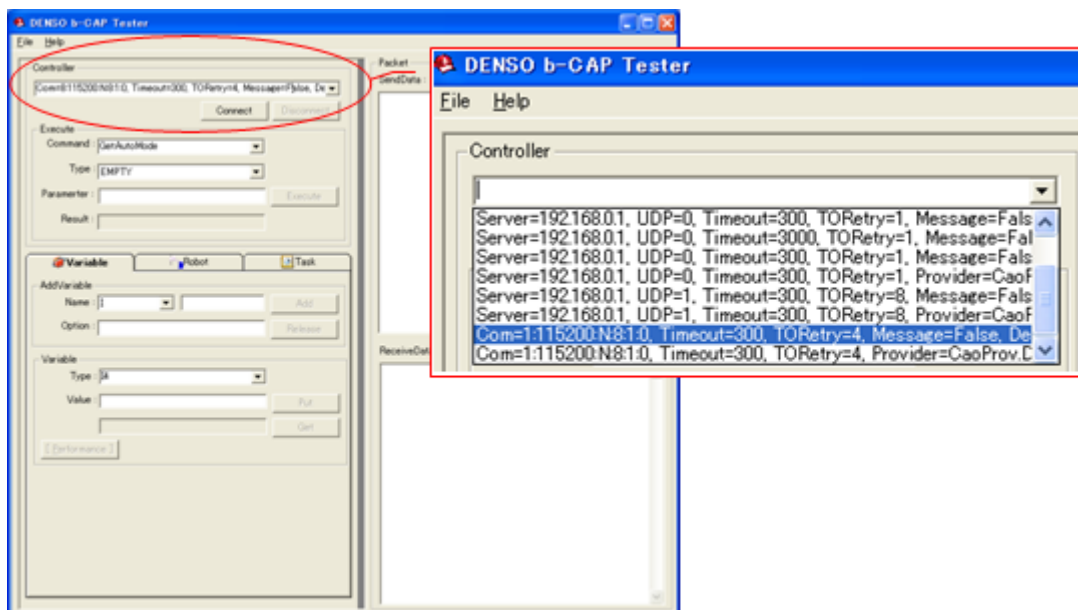 DENSO b-CAP Tester
File Help
Controller
Com=8:115200:N:8:1:0, Timeout=300, TORetry=4, Message=False, De
Connect Disconnect
Execute
Command : GetAutoMode
Type : EMPTY
Paramerter :
Execute
Result :
Variable Robot Task
AddVariable
Name : I
Add
Option :
Release
Variable
Type : I4
Value :
Put
Get
[ Performance ]
Packet
SendData :
ReceiveDat
DENSO b-CAP Tester
File Help
Controller
Server=192.168.0.1, UDP=0, Timeout=300, TORetry=1, Message=Fals
Server=192.168.0.1, UDP=0, Timeout=3000, TORetry=1, Message=Fal
Server=192.168.0.1, UDP=0, Timeout=300, TORetry=1, Message=Fals
Server=192.168.0.1, UDP=0, Timeout=300, TORetry=1, Provider=CaoF
Server=192.168.0.1, UDP=1, Timeout=300, TORetry=8, Message=Fals
Server=192.168.0.1, UDP=1, Timeout=300, TORetry=8, Provider=CaoF
Com=1:115200:N:8:1:0, Timeout=300, TORetry=4, Message=False, De
Com=1:115200:N:8:1:0, Timeout=300, TORetry=4, Provider=CaoProv.D